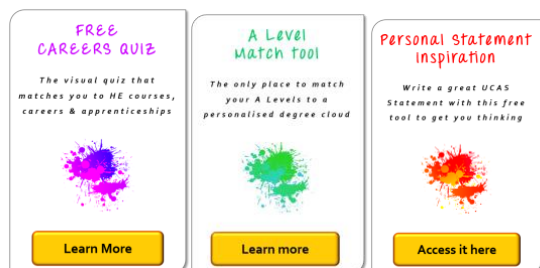 FREE
CAREERS QUIZ
The visual quiz that
matches you to HE courses,
careers & apprenticeships
Learn More
A Level
Match tool
The only place to match
your A Levels to a
personalised degree cloud
Learn more
Personal Statement
Inspiration
Write a great UCAS
Statement with this free
tool to get you thinking
Access it here